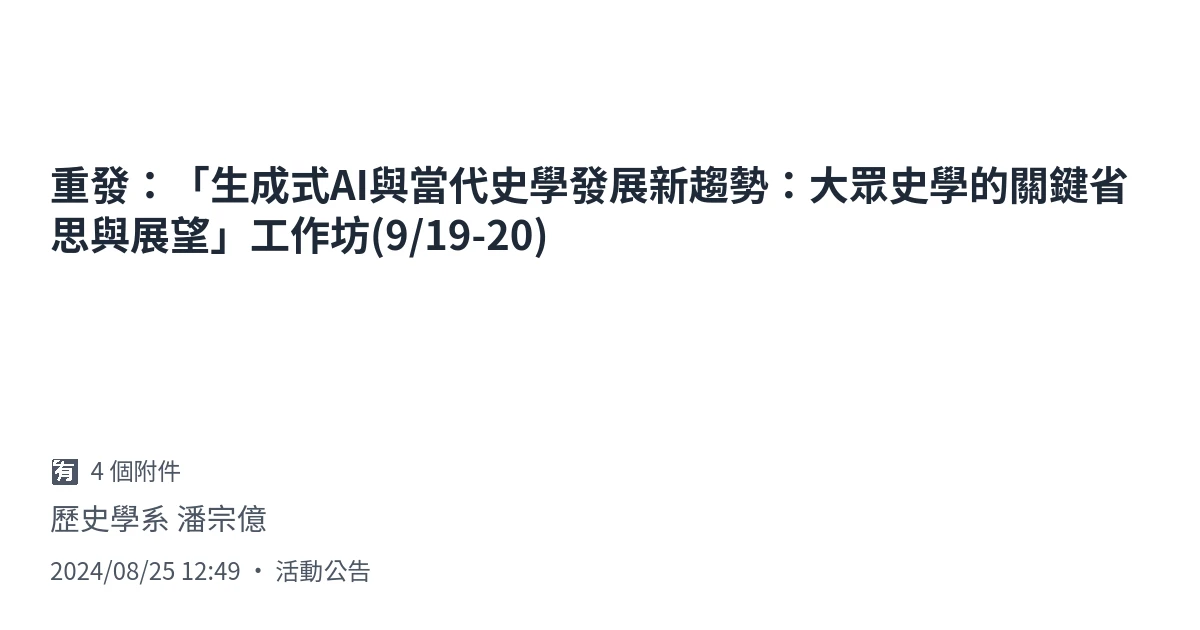 重發：「生成式AI與當代史學發展新趨勢：大眾史學的關鍵省
思與展望」工作坊(9/19-20)
🈶 4 個附件
歷史學系 潘宗億
2024/08/25 12:49 ・ 活動公告